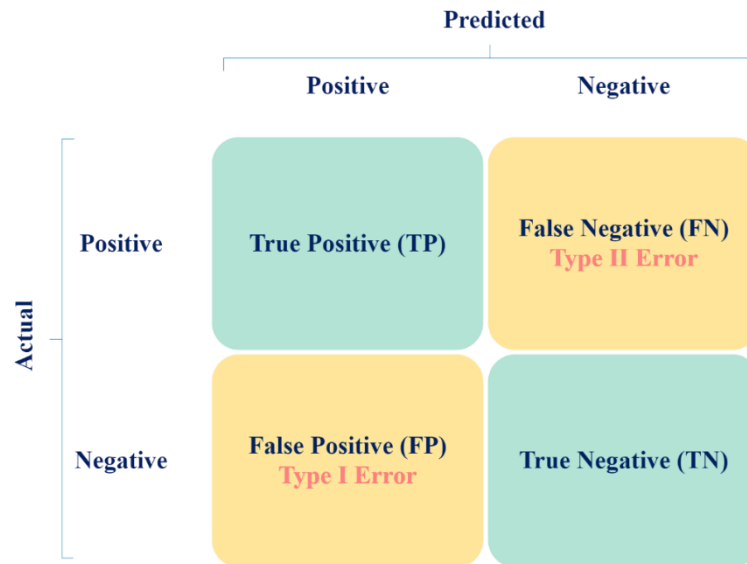 Predicted
Positive
Negative
Actual
Positive
True Positive (TP)
False Negative (FN)
Type II Error
Negative
False Positive (FP)
Type I Error
True Negative (TN)